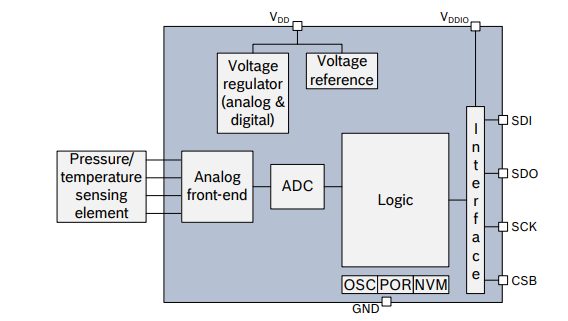 VDD
VDDIO
Voltage
regulator
(analog &
digital)
Voltage
reference
Interface
SDI
SDO
SCK
CSB
Pressure/
temperature
sensing
element
Analog
front-end
ADC
Logic
OSC POR NVM
GND